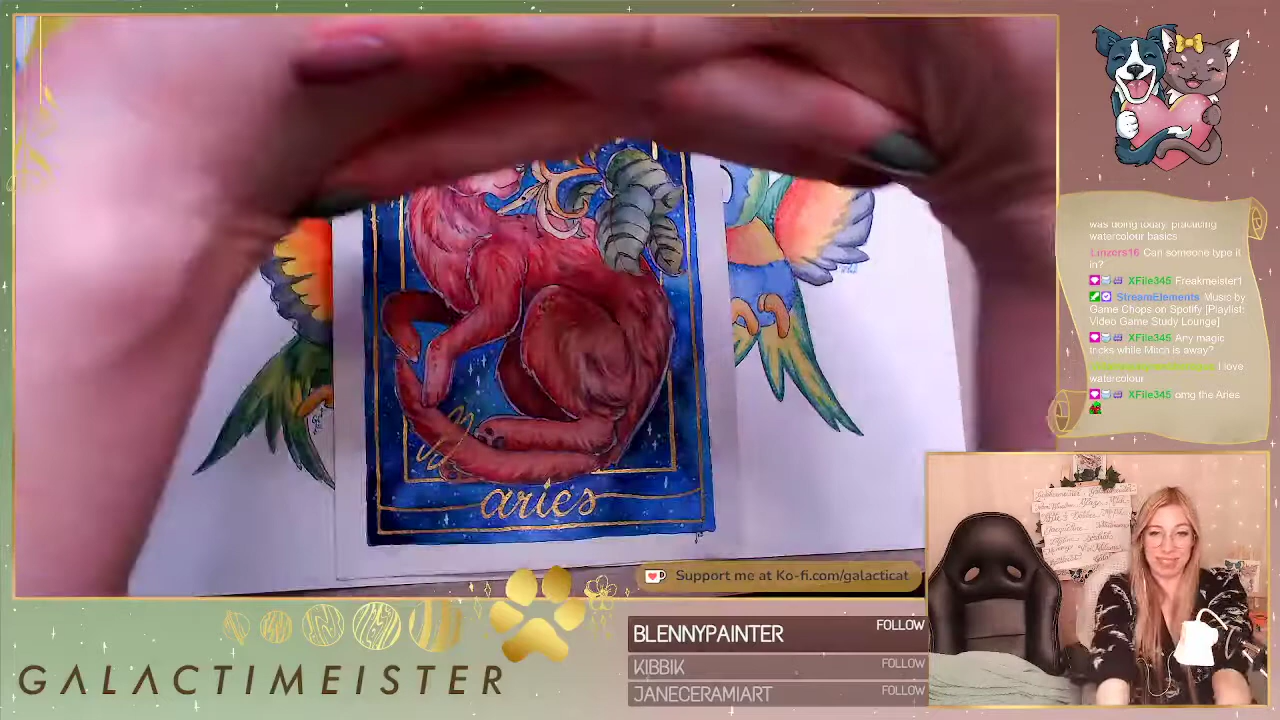 was doing today, practicing
watercolour basics
Linzers16 Can someone type it
in?
XFile345 Freakmeister1
StreamElements Music by
Game Chops on Spotify [Playlist:
Video Game Study Lounge]
XFile345 Any magic
tricks while Mitch is away?
I love
watercolour
XFile345 omg the Aries
aries
Support me at Ko-fi.com/galacticat
BLENNYPAINTER FOLLOW
KIBBIK FOLLOW
JANECERAMIART FOLLOW
GALACTIMEISTER